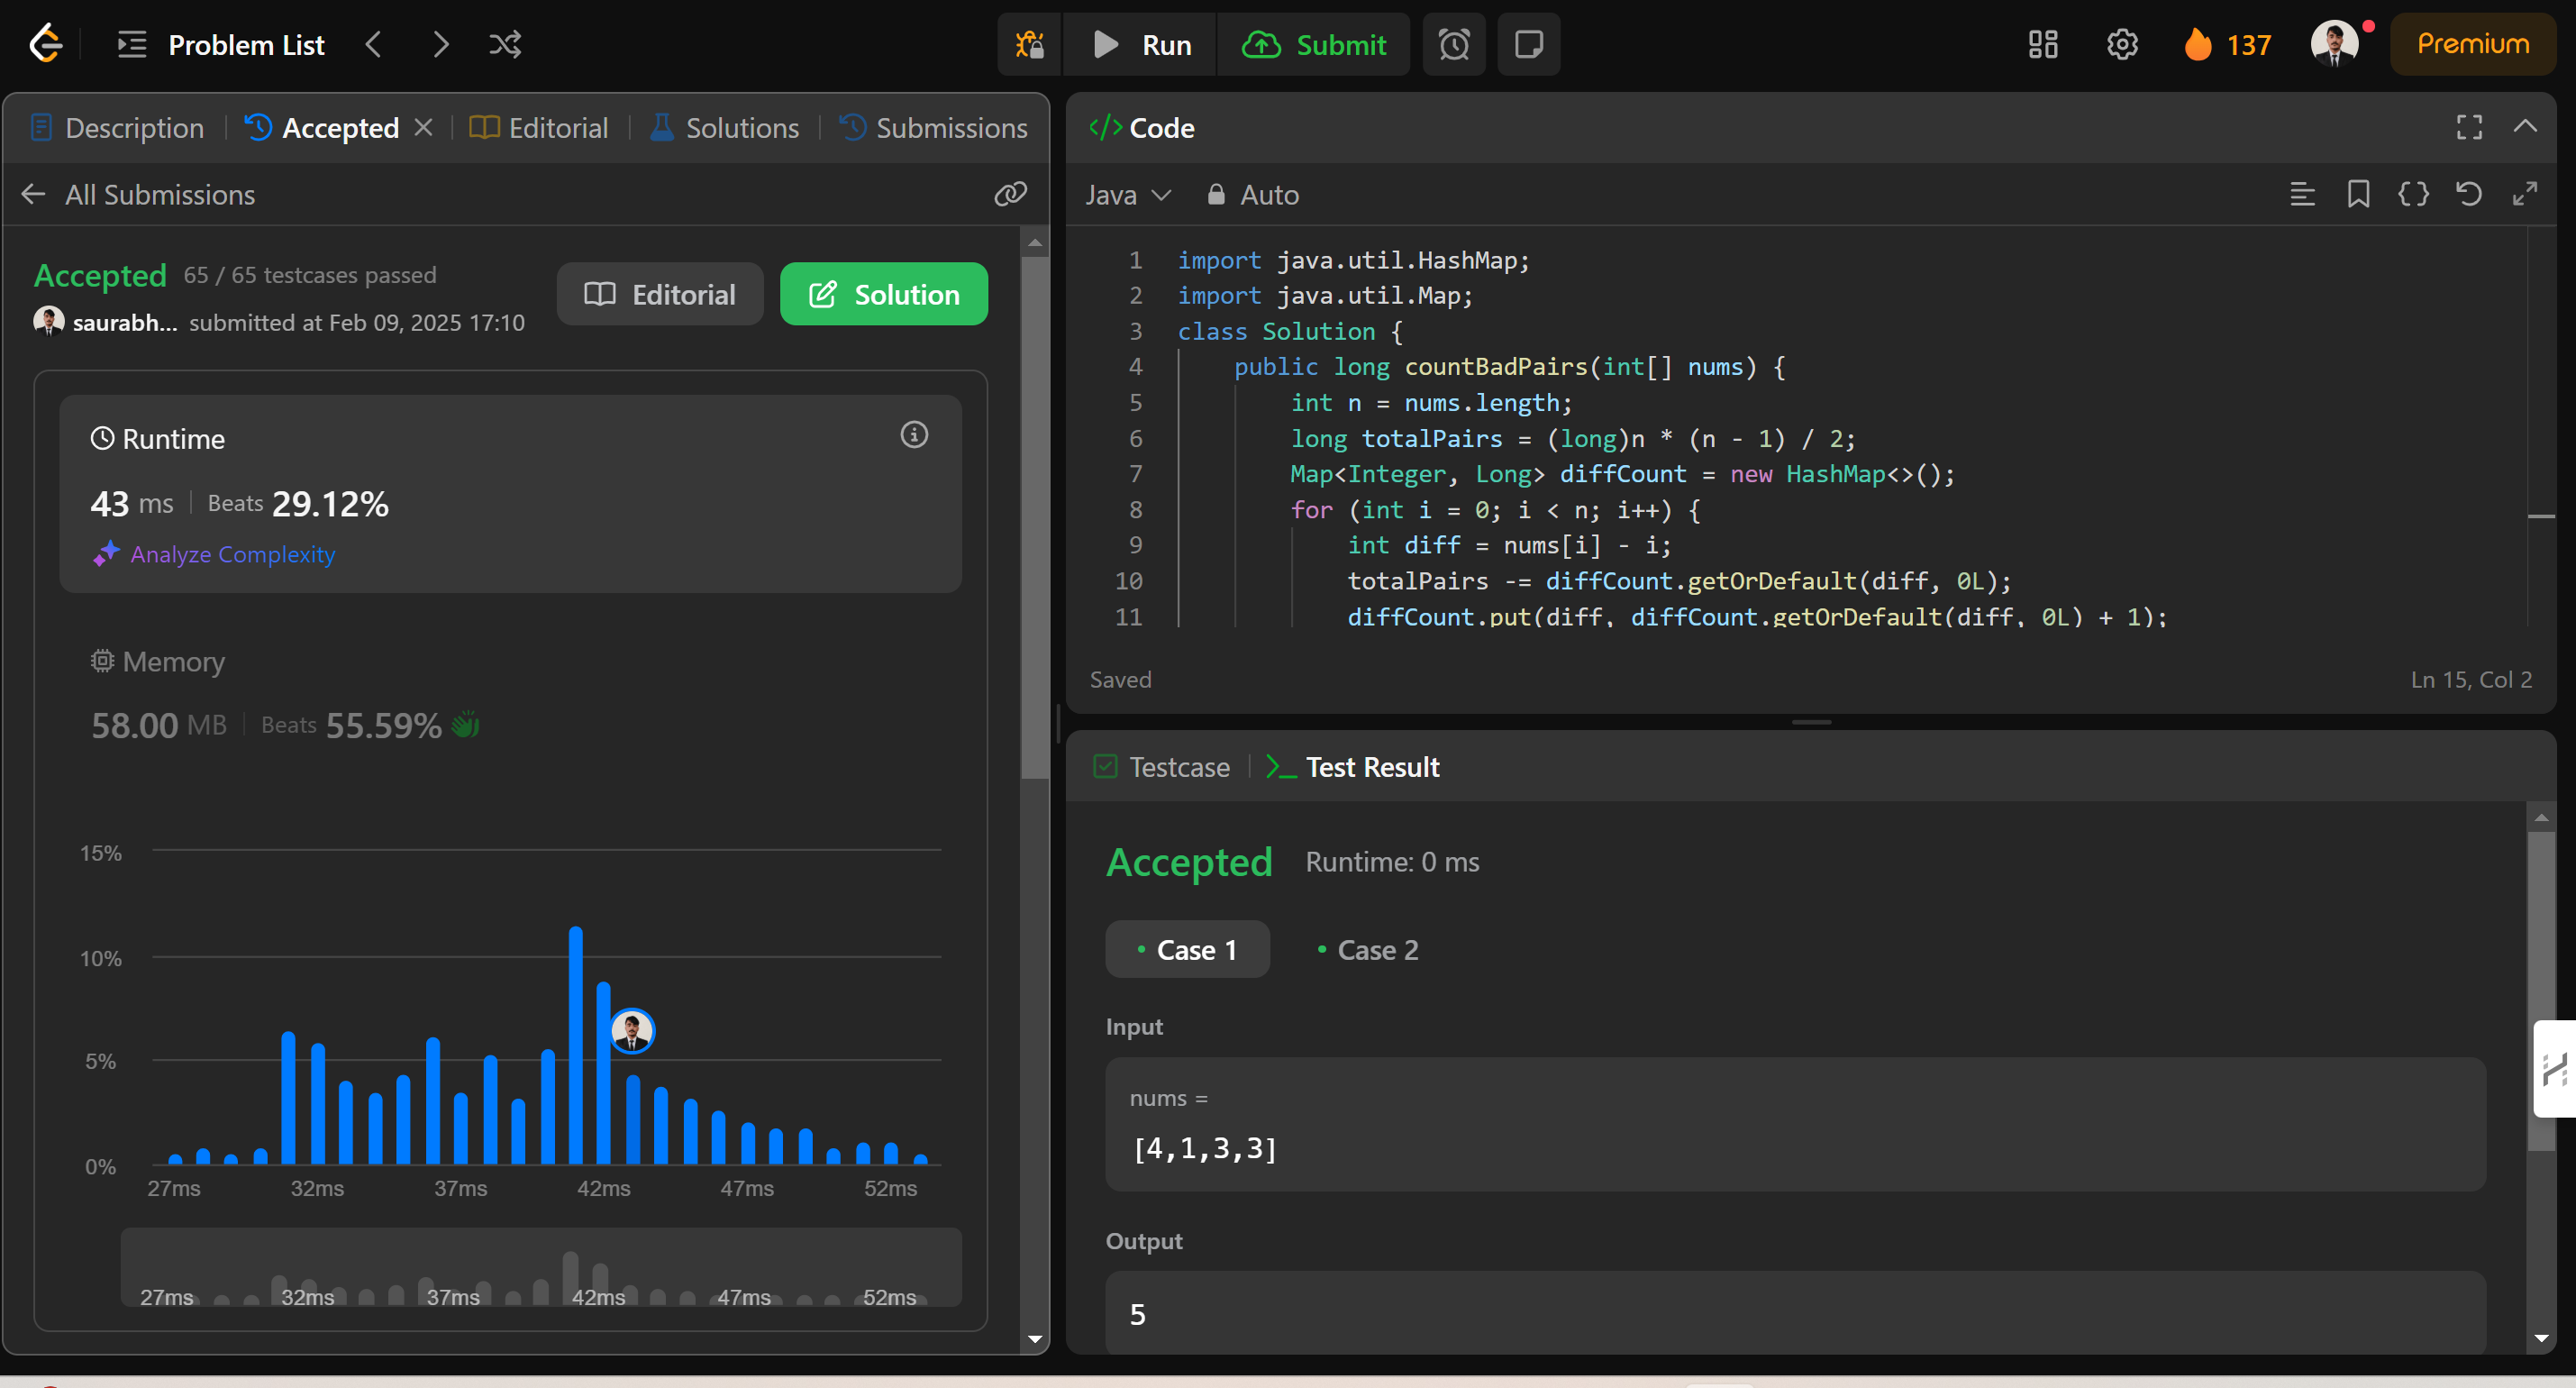 Problem List
Run
Submit
137
Premium
Description
Accepted
Editorial
Solutions
Submissions
All Submissions
Accepted 65 / 65 testcases passed
saurabh... submitted at Feb 09, 2025 17:10
Editorial
Solution
Runtime
43 ms Beats 29.12%
Analyze Complexity
Memory
58.00 MB Beats 55.59%
15%
10%
5%
0%
27ms 32ms 37ms 42ms 47ms 52ms
27ms 32ms 37ms 42ms 47ms 52ms
</> Code
Java Auto
1 import java.util.HashMap;
2 import java.util.Map;
3 class Solution {
4 public long countBadPairs(int[] nums) {
5 int n = nums.length;
6 long totalPairs = (long)n * (n - 1) / 2;
7 Map<Integer, Long> diffCount = new HashMap<>();
8 for (int i = 0; i < n; i++) {
9 int diff = nums[i] - i;
10 totalPairs -= diffCount.getOrDefault(diff, 0L);
11 diffCount.put(diff, diffCount.getOrDefault(diff, 0L) + 1);
Saved
Ln 15, Col 2
Testcase
Test Result
Accepted Runtime: 0 ms
Case 1 Case 2
Input
nums =
[4,1,3,3]
Output
5